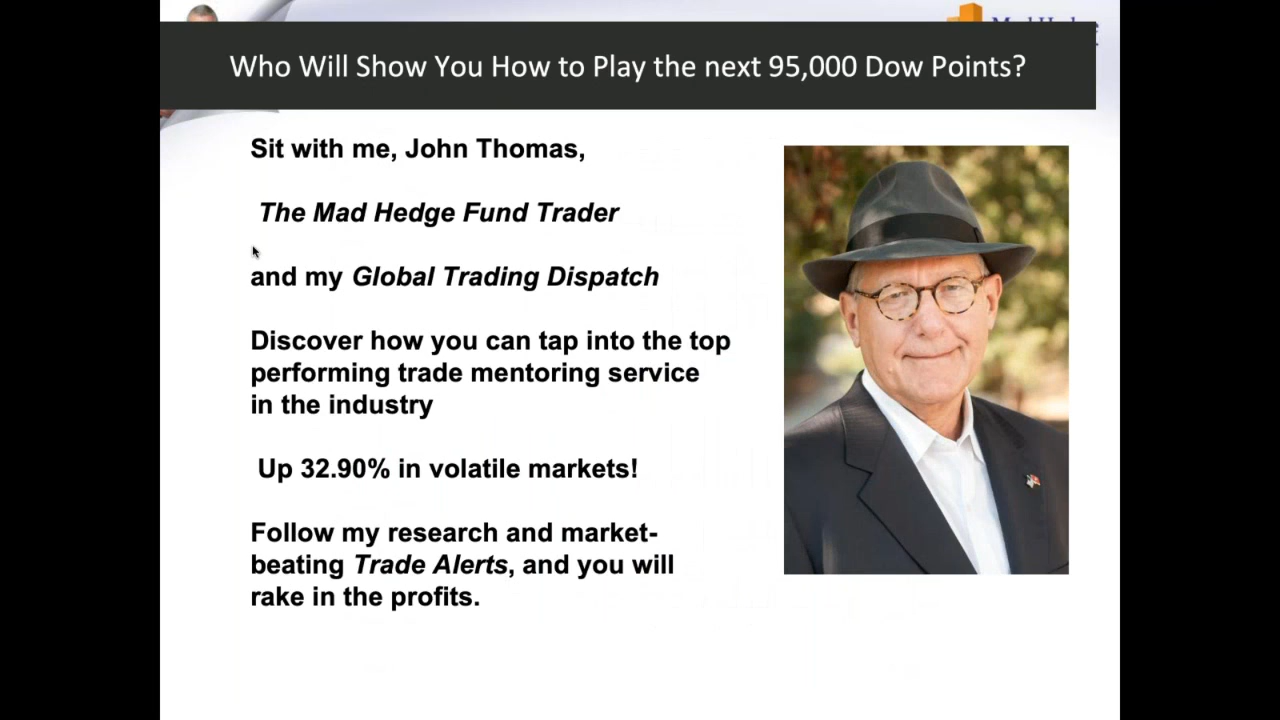 Who Will Show You How to Play the next 95,000 Dow Points?
Sit with me, John Thomas,
The Mad Hedge Fund Trader
and my Global Trading Dispatch
Discover how you can tap into the top
performing trade mentoring service
in the industry
Up 32.90% in volatile markets!
Follow my research and market-
beating Trade Alerts, and you will
rake in the profits.